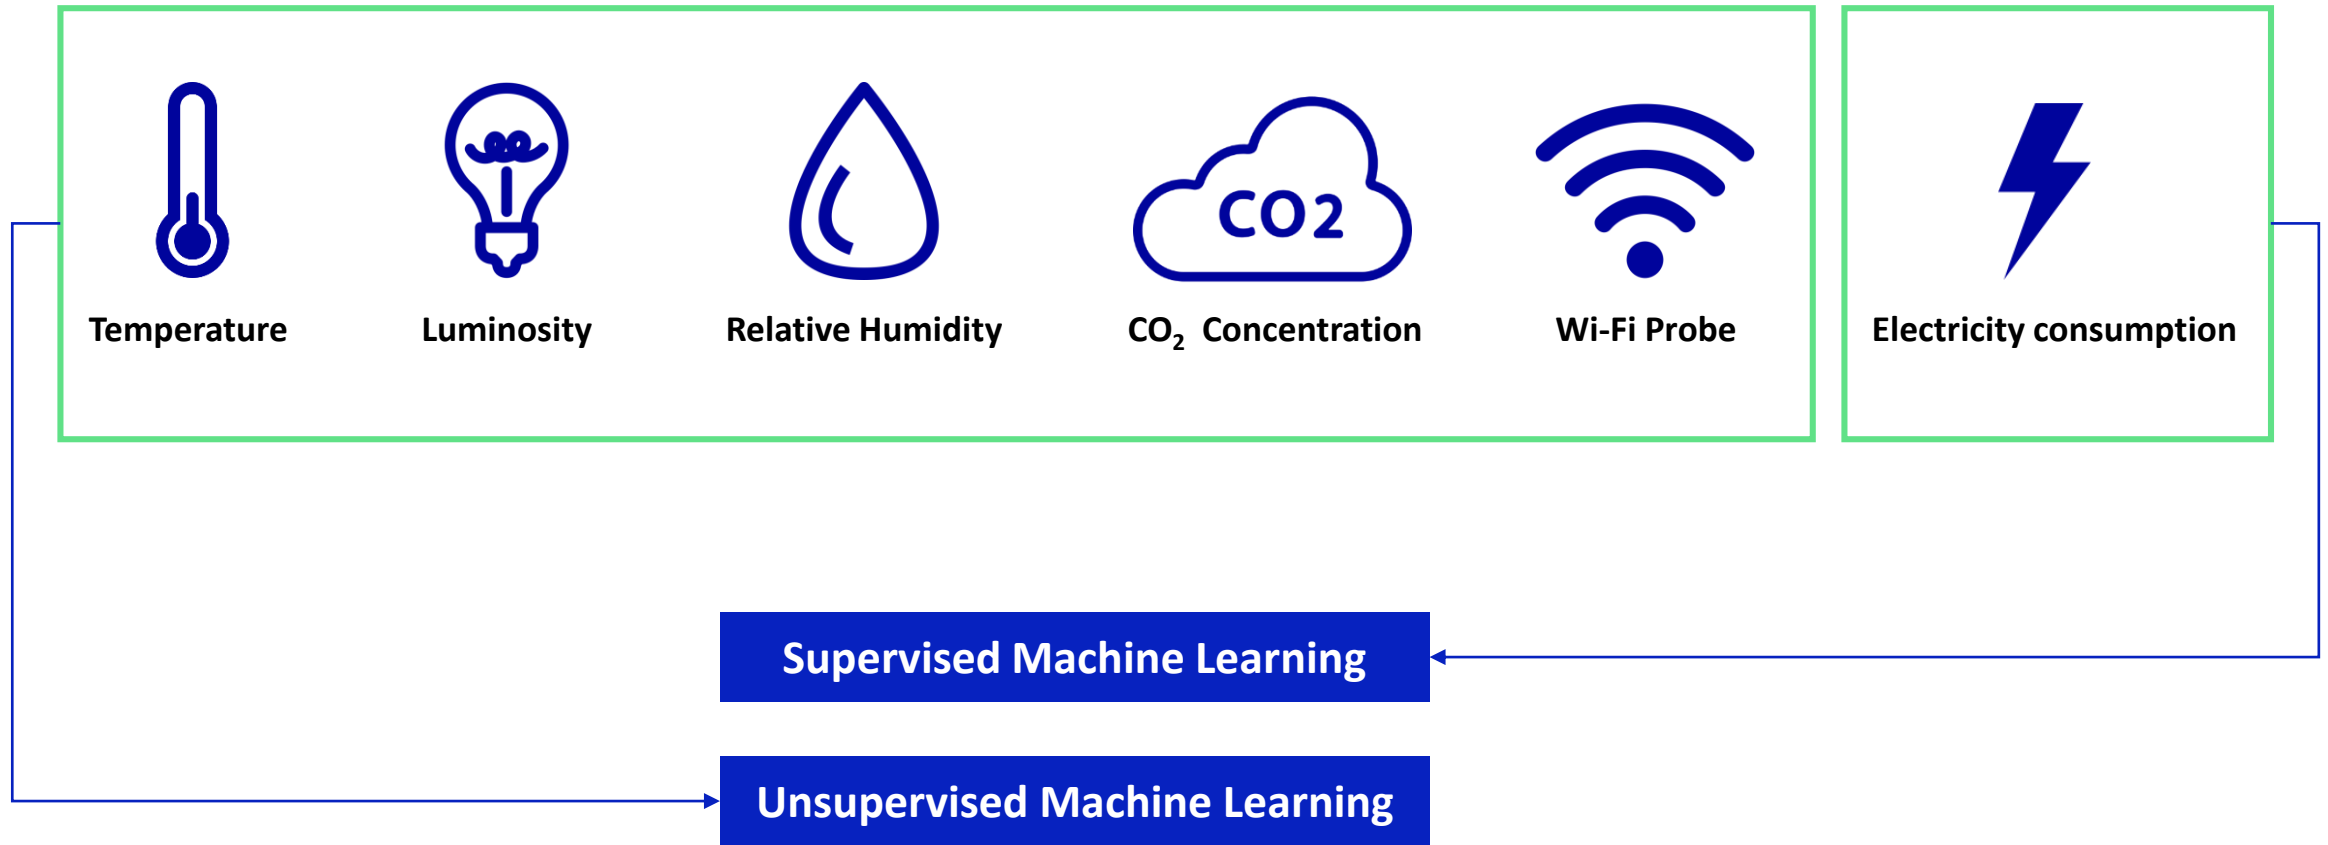 CO2
Temperature
Luminosity
Relative Humidity
CO₂ Concentration
Wi-Fi Probe
Electricity consumption
Supervised Machine Learning
Unsupervised Machine Learning